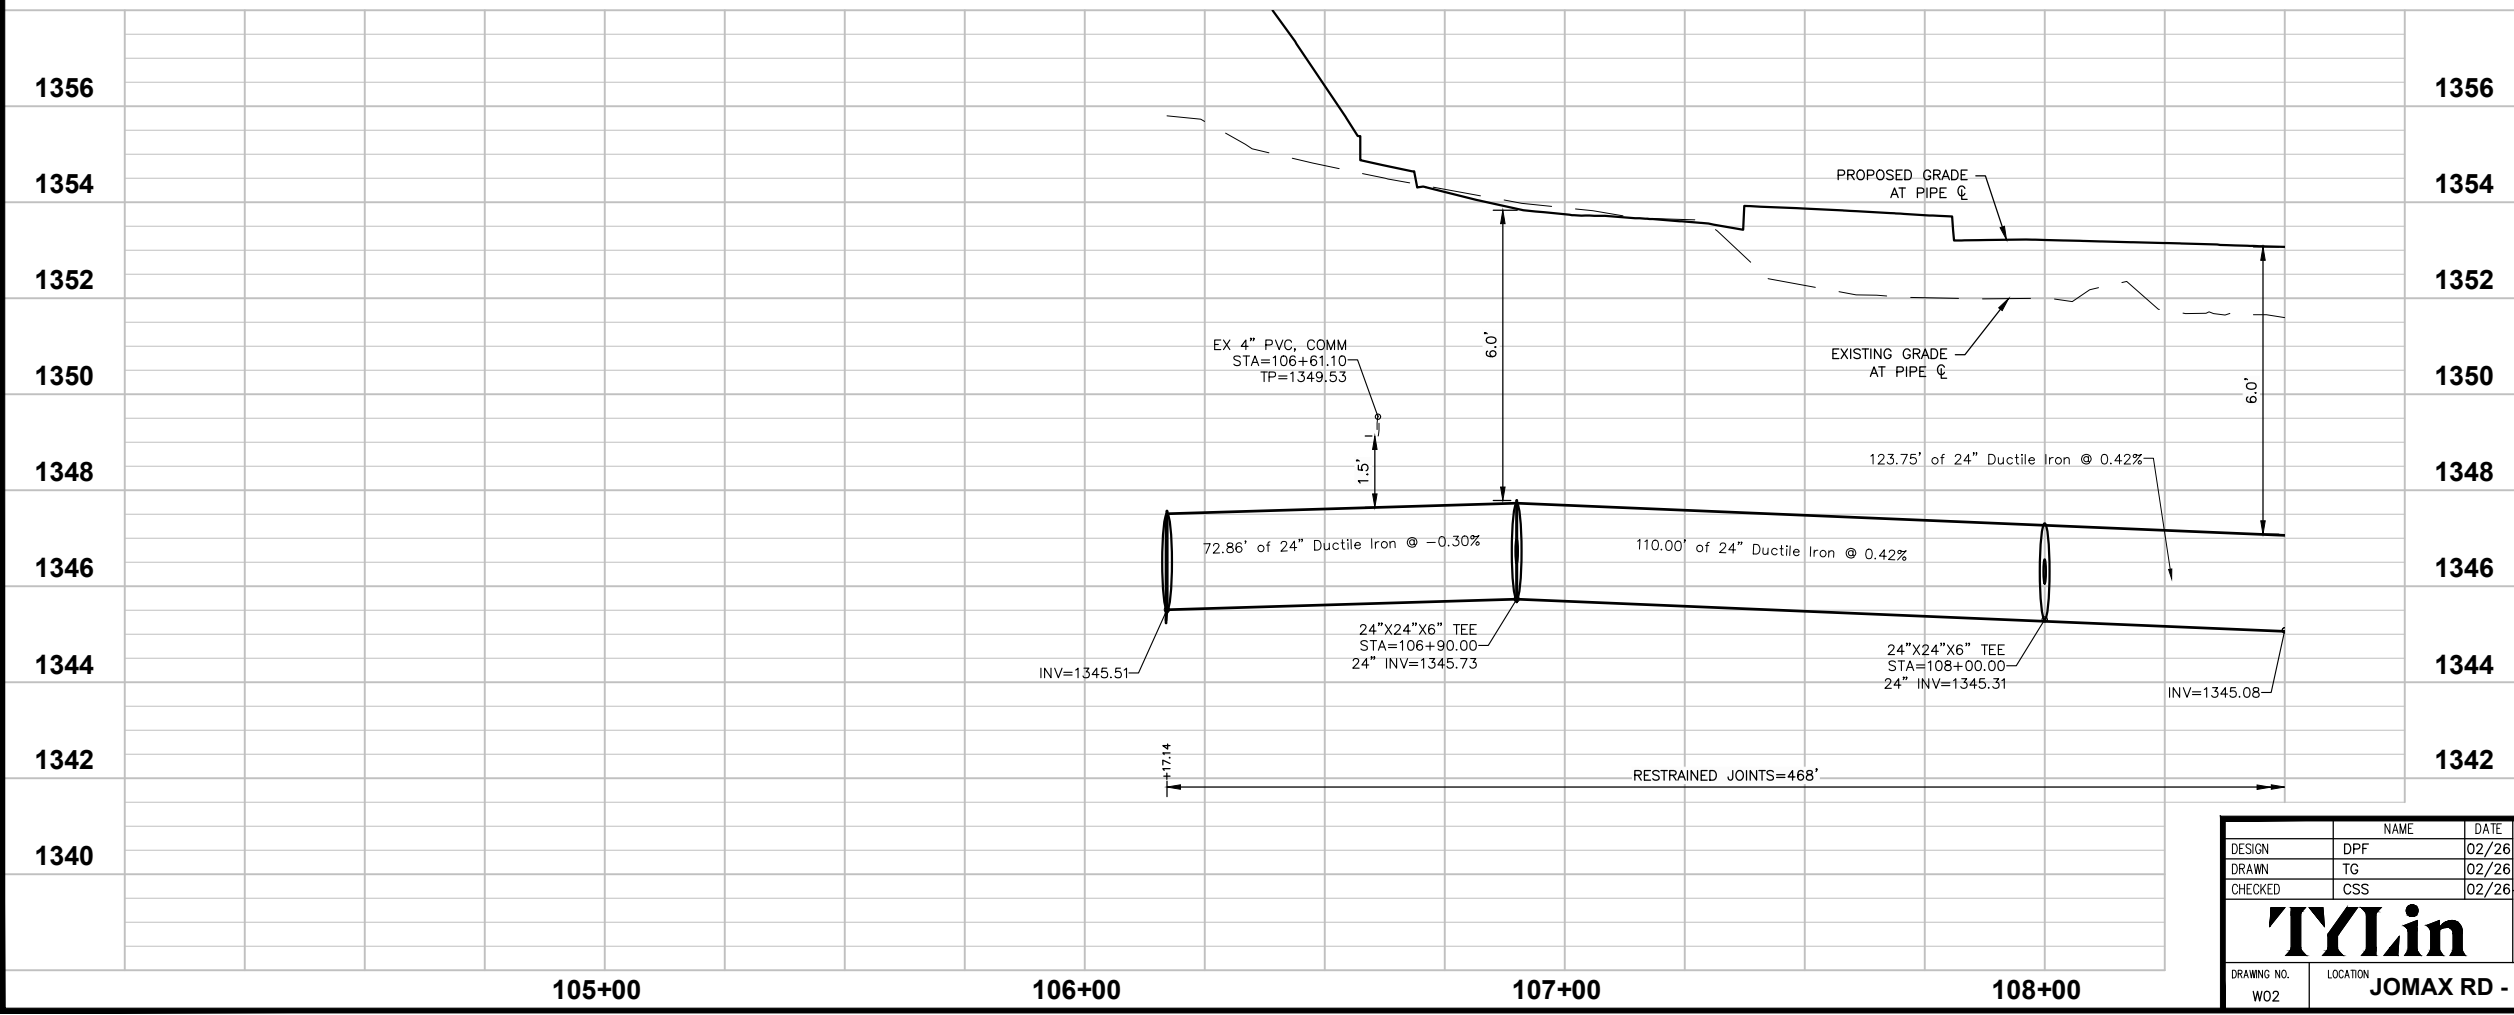 1356
1356
PROPOSED GRADE
AT PIPE ℄
1354
1354
1352
1352
EX 4" PVC, COMM
STA=106+61.10
TP=1349.53
6.0'
EXISTING GRADE
AT PIPE ℄
1350
1350
6.0'
1348
1348
1.5'
123.75' of 24" Ductile Iron @ 0.42%
72.86' of 24" Ductile Iron @ -0.30%
110.00' of 24" Ductile Iron @ 0.42%
1346
1346
24"X24"X6" TEE
STA=106+90.00
24" INV=1345.73
24"X24"X6" TEE
STA=108+00.00
24" INV=1345.31
1344
1344
INV=1345.51
INV=1345.08
1342
1342
+17.14
RESTRAINED JOINTS=468'
1340
NAME DATE
DESIGN DPF 02/26
DRAWN TG 02/26
CHECKED CSS 02/26
TYLin
DRAWING NO.
W02
LOCATION JOMAX RD -
105+00
106+00
107+00
108+00